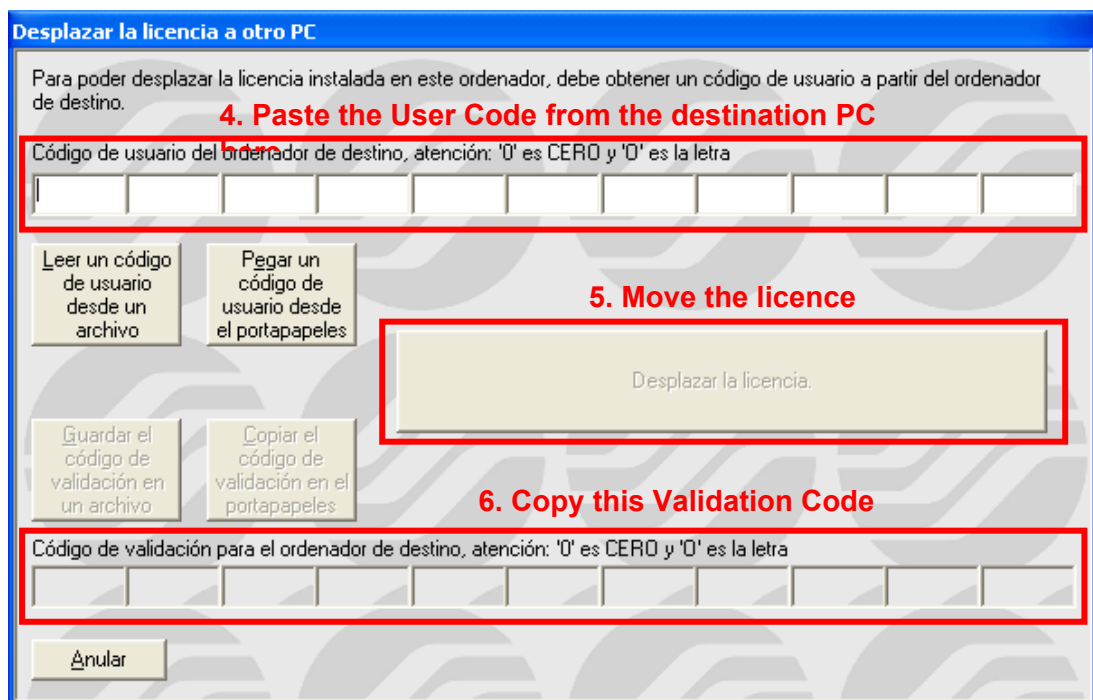 Desplazar la licencia a otro PC
Para poder desplazar la licencia instalada en este ordenador, debe obtener un código de usuario a partir del ordenador
de destino.
4. Paste the User Code from the destination PC
here
Código de usuario del ordenador de destino, atención: '0' es CERO y 'O' es la letra
Leer un código
de usuario
desde un
archivo
Pegar un
código de
usuario desde
el portapapeles
5. Move the licence
Desplazar la licencia.
Guardar el
código de
validación en
un archivo
Copiar el
código de
validación en el
portapapeles
6. Copy this Validation Code
Código de validación para el ordenador de destino, atención: '0' es CERO y 'O' es la letra
Anular